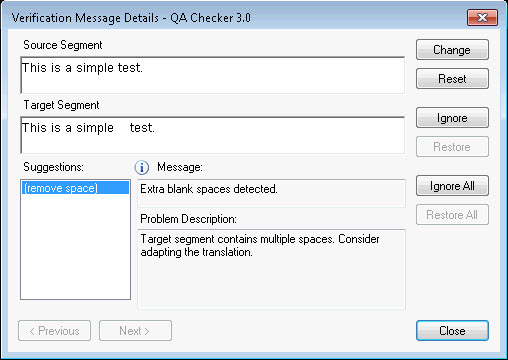 Verification Message Details - QA Checker 3.0
Source Segment
This is a simple test.
Change
Reset
Target Segment
This is a simple    test.
Ignore
Restore
Suggestions:
(remove space)
Message:
Extra blank spaces detected.
Ignore All
Restore All
Problem Description:
Target segment contains multiple spaces. Consider
adapting the translation.
< Previous
Next >
Close